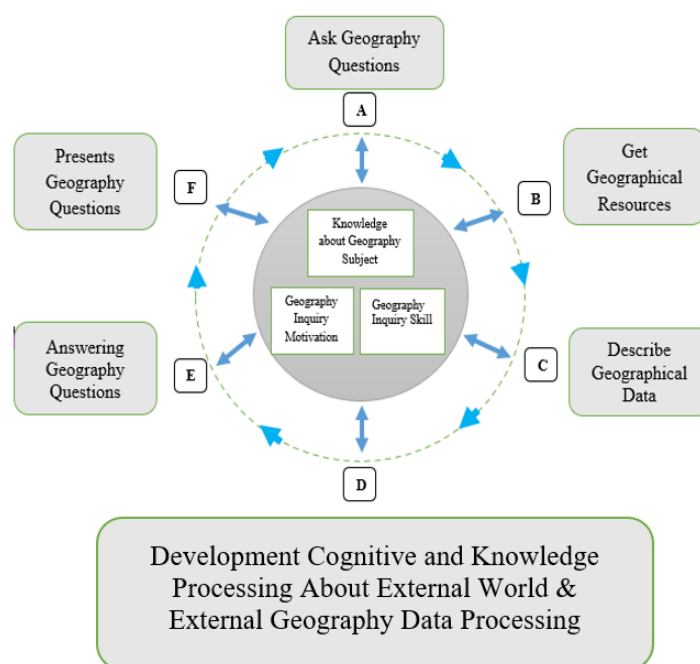 Ask Geography
Questions
A
Presents
Geography
Questions
F
Get
Geographical
Resources
B
Knowledge
about Geography
Subject
Geography
Inquiry
Motivation
Geography
Inquiry Skill
Answering
Geography
Questions
E
C
Describe
Geographical
Data
D
Development Cognitive and Knowledge
Processing About External World &
External Geography Data Processing